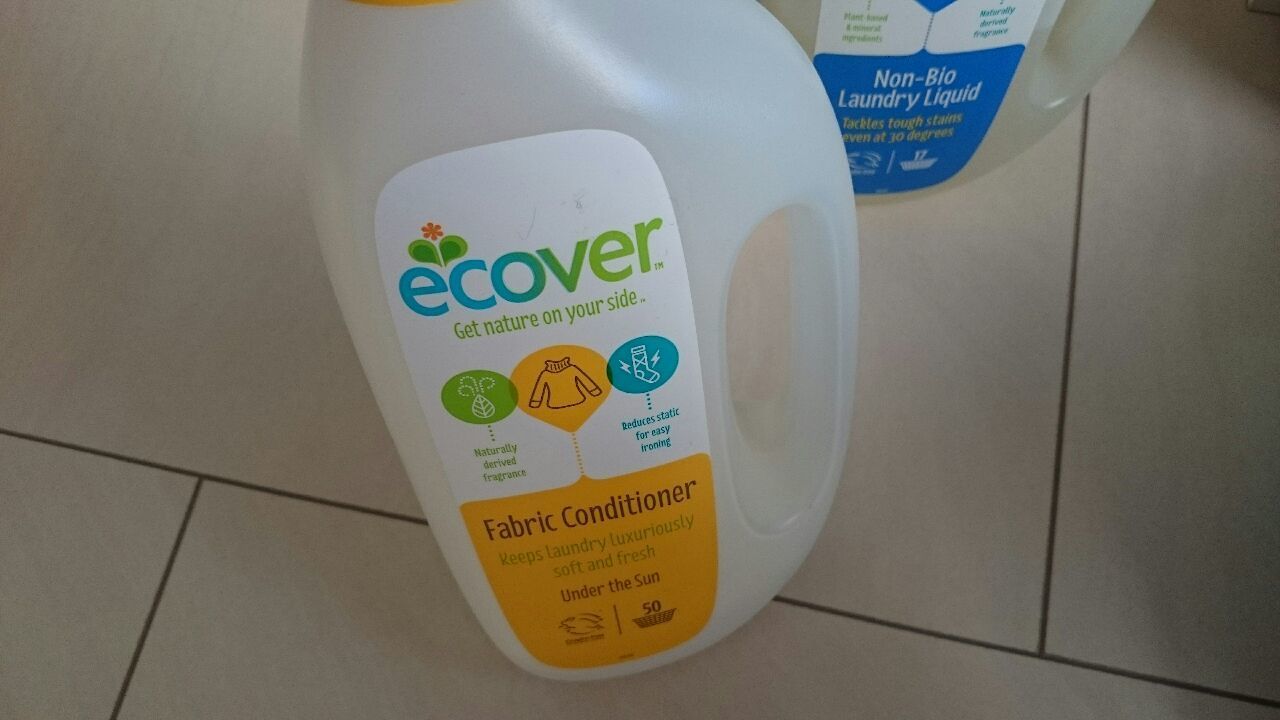 ecover™
Get nature on your side™
Naturally
derived
fragrance
Reduces static
for easy
ironing
Fabric Conditioner
Keeps laundry luxuriously
soft and fresh
Under the Sun
50
Plant-based
& mineral
ingredients
Naturally
derived
fragrance
Non-Bio
Laundry Liquid
Tackles tough stains
even at 30 degrees
17